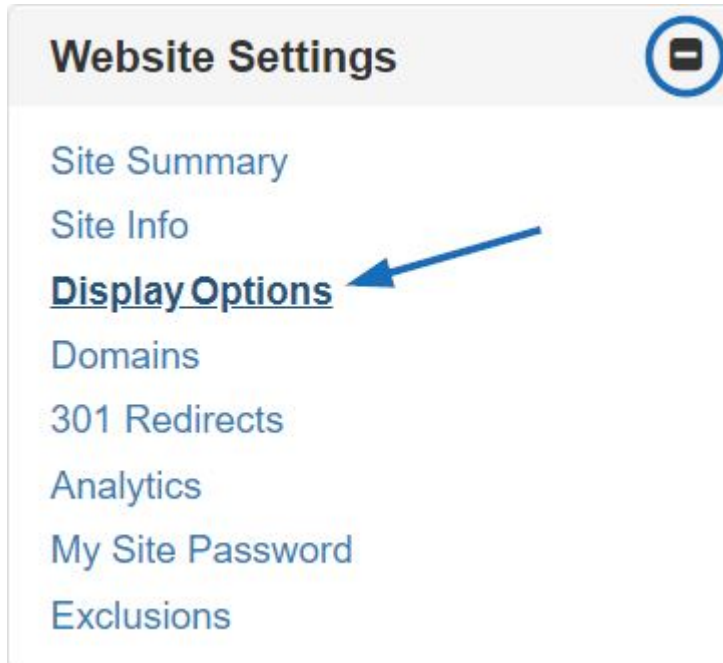 Website Settings
Site Summary
Site Info
Display Options
Domains
301 Redirects
Analytics
My Site Password
Exclusions